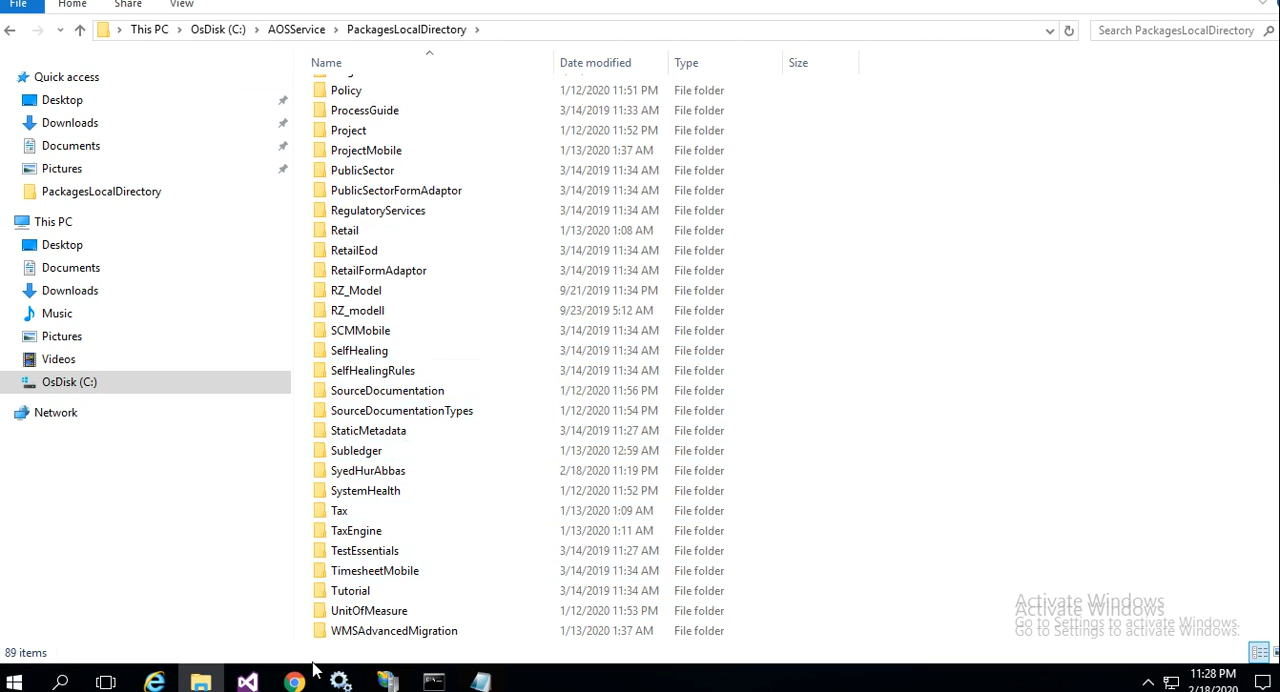 File Home Share View
This PC OsDisk (C:) AOSService PackagesLocalDirectory Search PackagesLocalDirectory
Name Date modified Type Size
Quick access
Desktop
Downloads
Documents
Pictures
PackagesLocalDirectory
This PC
Desktop
Documents
Downloads
Music
Pictures
Videos
OsDisk (C:)
Network
Policy 1/12/2020 11:51 PM File folder
ProcessGuide 3/14/2019 11:33 AM File folder
Project 1/12/2020 11:52 PM File folder
ProjectMobile 1/13/2020 1:37 AM File folder
PublicSector 3/14/2019 11:34 AM File folder
PublicSectorFormAdaptor 3/14/2019 11:34 AM File folder
RegulatoryServices 3/14/2019 11:34 AM File folder
Retail 1/13/2020 1:08 AM File folder
RetailEod 3/14/2019 11:34 AM File folder
RetailFormAdaptor 3/14/2019 11:34 AM File folder
RZ_Model 9/21/2019 11:34 PM File folder
RZ_modell 9/23/2019 5:12 AM File folder
SCMMobile 3/14/2019 11:34 AM File folder
SelfHealing 3/14/2019 11:34 AM File folder
SelfHealingRules 3/14/2019 11:34 AM File folder
SourceDocumentation 1/12/2020 11:56 PM File folder
SourceDocumentationTypes 1/12/2020 11:54 PM File folder
StaticMetadata 3/14/2019 11:27 AM File folder
Subledger 1/13/2020 12:59 AM File folder
SyedHurAbbas 2/18/2020 11:19 PM File folder
SystemHealth 1/12/2020 11:52 PM File folder
Tax 1/13/2020 1:09 AM File folder
TaxEngine 1/13/2020 1:11 AM File folder
TestEssentials 3/14/2019 11:27 AM File folder
TimesheetMobile 3/14/2019 11:34 AM File folder
Tutorial 3/14/2019 11:34 AM File folder
UnitOfMeasure 1/12/2020 11:53 PM File folder
WMSAdvancedMigration 1/13/2020 1:37 AM File folder
Activate Windows
Activate Windows
Go to Settings to activate Windows.
Go to Settings to activate Windows.
89 items
11:28 PM
2/18/2020